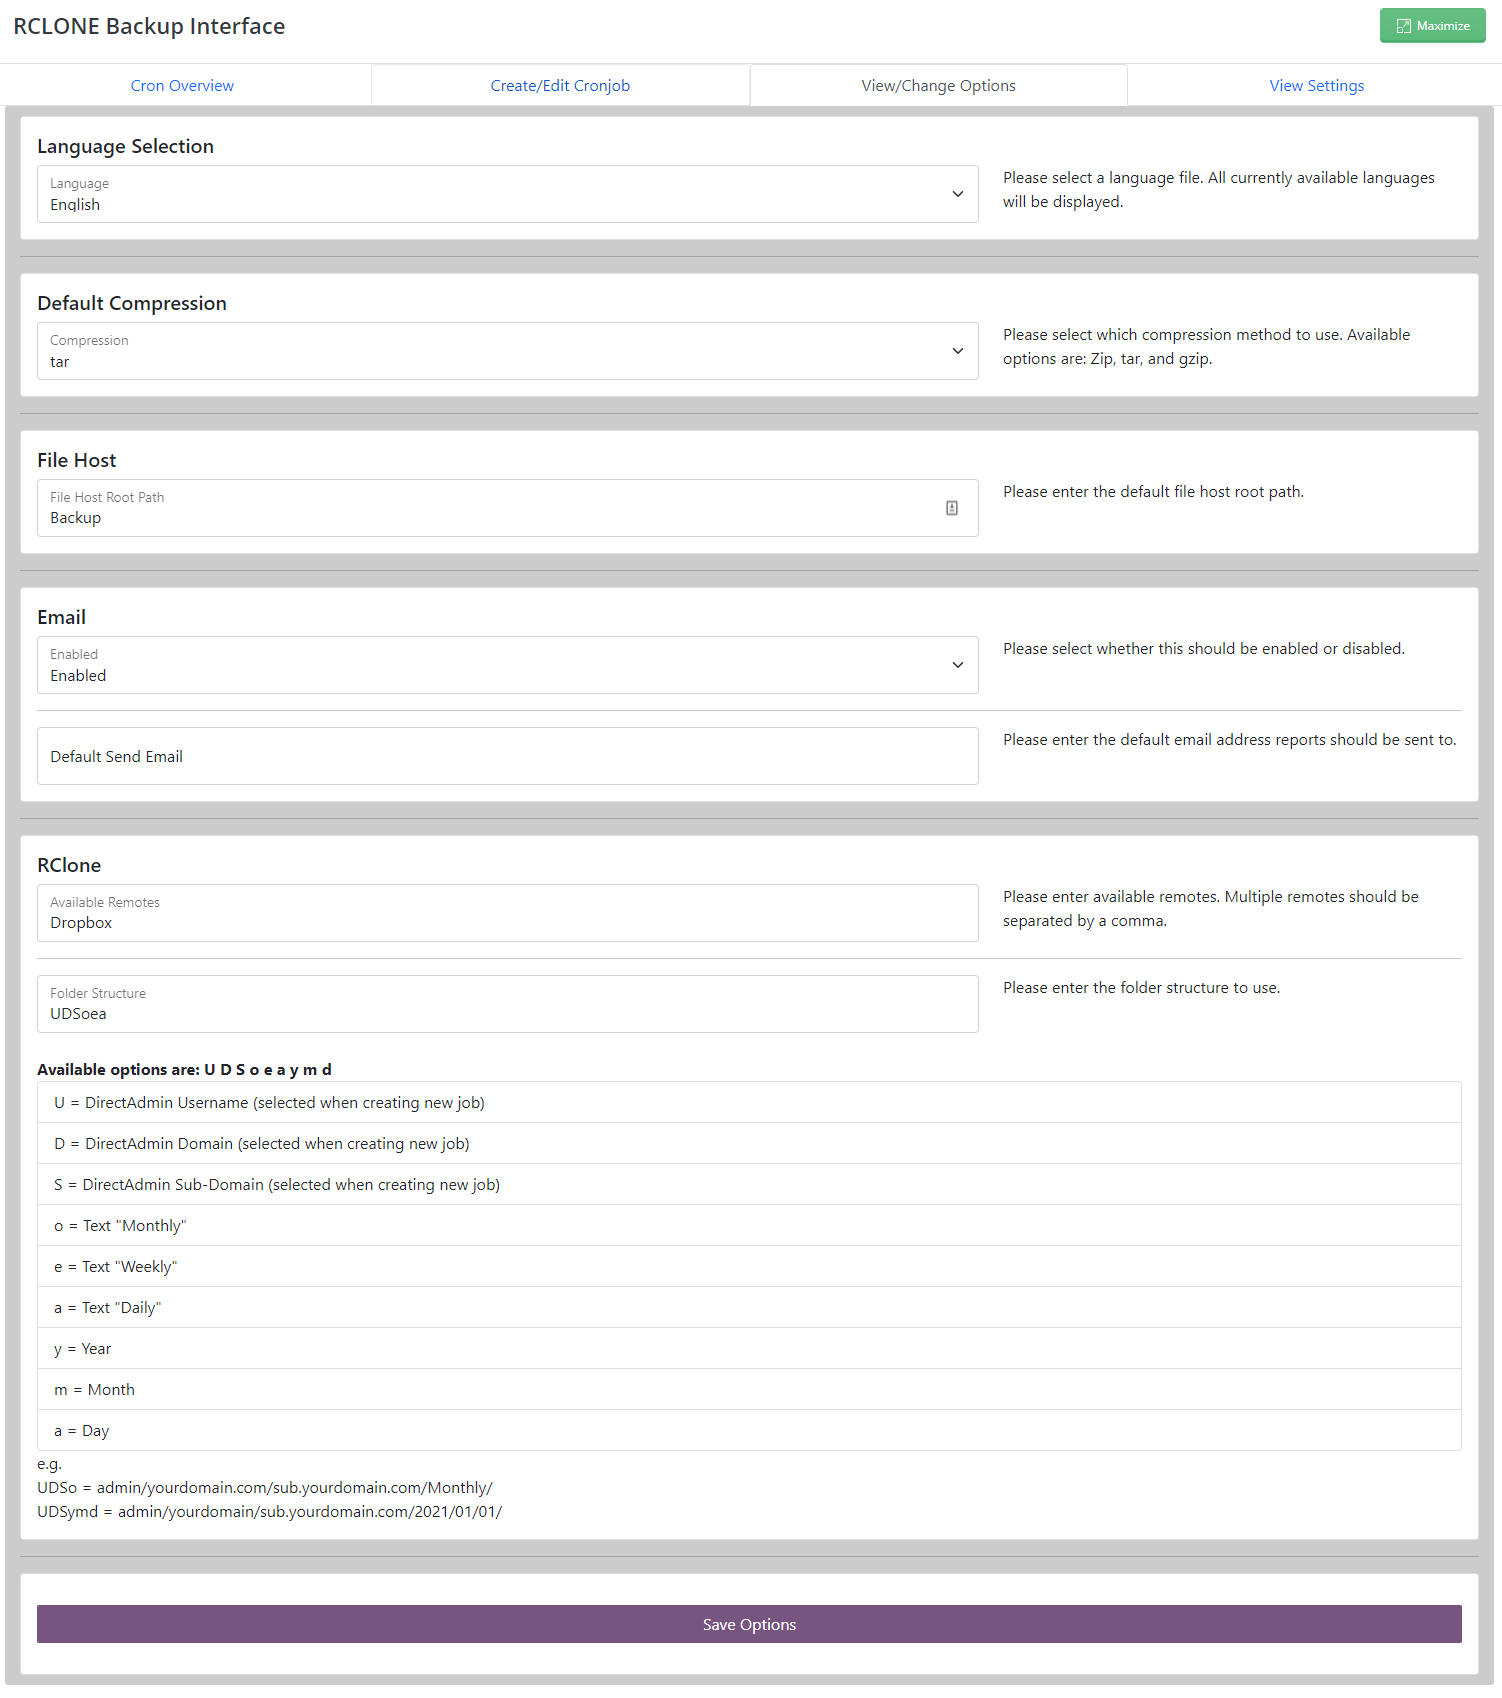 RCLONE Backup Interface
Maximize
Cron Overview
Create/Edit Cronjob
View/Change Options
View Settings
Language Selection
Language
English
Please select a language file. All currently available languages
will be displayed.
Default Compression
Compression
tar
Please select which compression method to use. Available
options are: Zip, tar, and gzip.
File Host
File Host Root Path
Backup
Please enter the default file host root path.
Email
Enabled
Enabled
Please select whether this should be enabled or disabled.
Default Send Email
Please enter the default email address reports should be sent to.
RClone
Available Remotes
Dropbox
Please enter available remotes. Multiple remotes should be
separated by a comma.
Folder Structure
UDSoea
Please enter the folder structure to use.
Available options are: U D S o e a y m d
U = DirectAdmin Username (selected when creating new job)
D = DirectAdmin Domain (selected when creating new job)
S = DirectAdmin Sub-Domain (selected when creating new job)
o = Text "Monthly"
e = Text "Weekly"
a = Text "Daily"
y = Year
m = Month
a = Day
e.g.
UDSo = admin/yourdomain.com/sub.yourdomain.com/Monthly/
UDSymd = admin/yourdomain/sub.yourdomain.com/2021/01/01/
Save Options